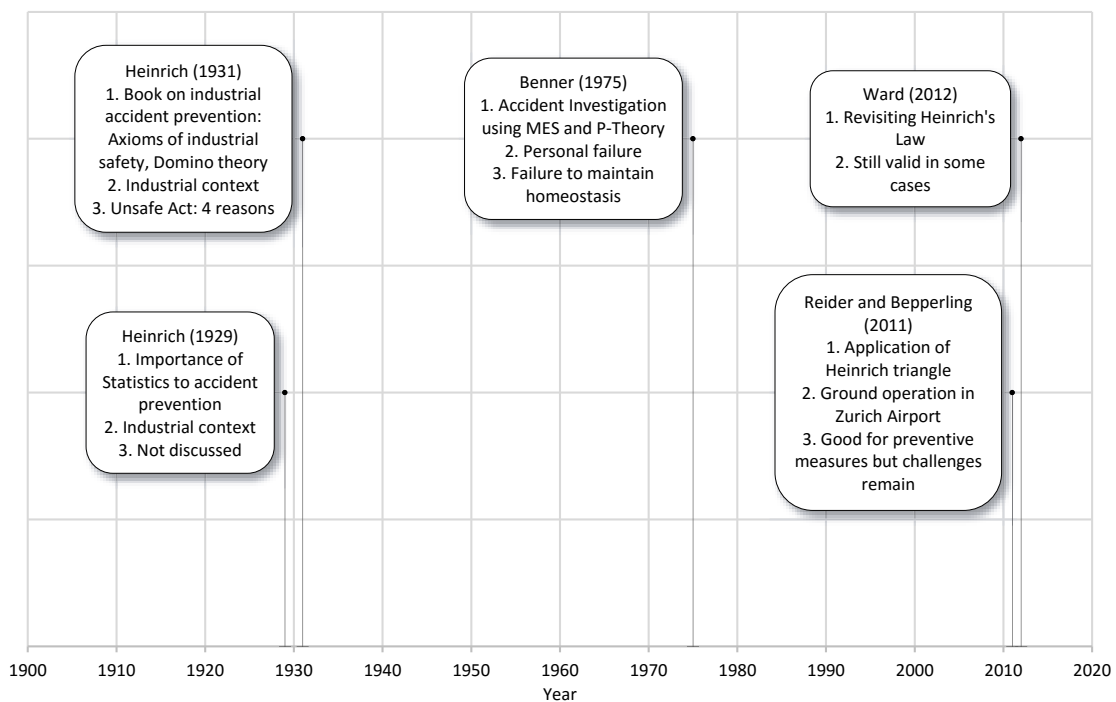 Heinrich (1931)
1. Book on industrial
accident prevention:
Axioms of industrial
safety, Domino theory
2. Industrial context
3. Unsafe Act: 4 reasons
Benner (1975)
1. Accident Investigation
using MES and P-Theory
2. Personal failure
3. Failure to maintain
homeostasis
Ward (2012)
1. Revisiting Heinrich's
Law
2. Still valid in some
cases
Heinrich (1929)
1. Importance of
Statistics to accident
prevention
2. Industrial context
3. Not discussed
Reider and Bepperling
(2011)
1. Application of
Heinrich triangle
2. Ground operation in
Zurich Airport
3. Good for preventive
measures but challenges
remain
1900 1910 1920 1930 1940 1950 1960 1970 1980 1990 2000 2010 2020
Year